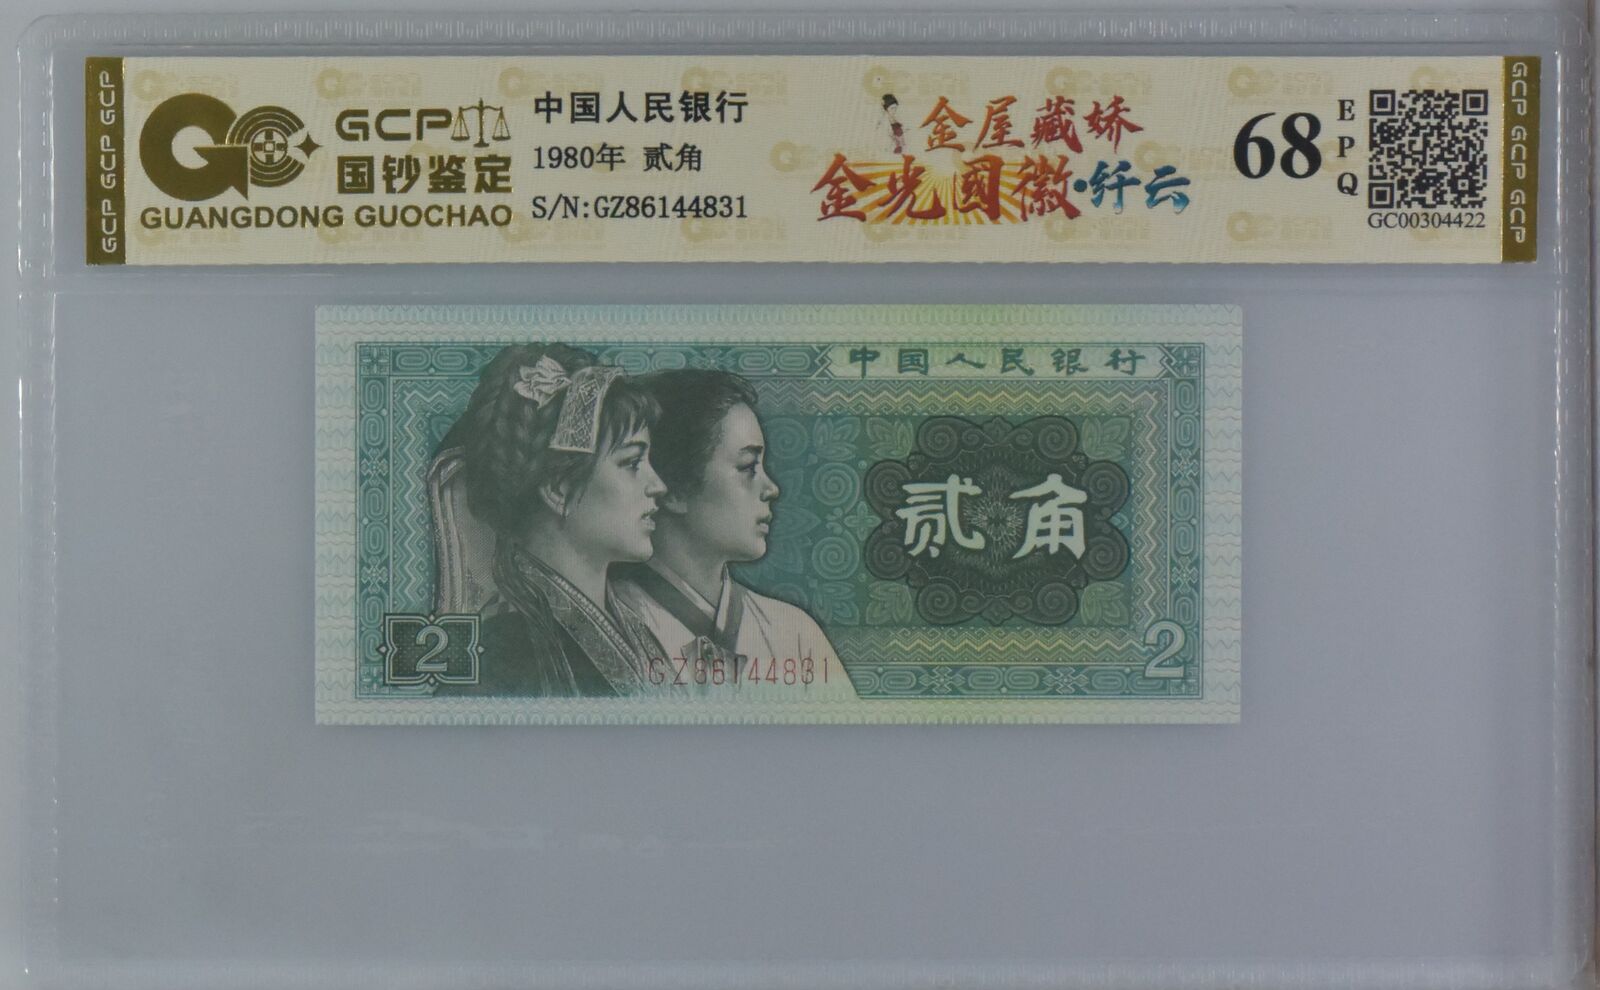 GCP GCP GCP
GCP
国钞鉴定
GUANGDONG GUOCHAO
中国人民银行
1980年 贰角
S/N:GZ86144831
金屋藏娇
金光國徽·纤云
68
EPQ
GC00304422
GCP GCP GCP
中国人民银行
贰角
2
GZ86144831
2